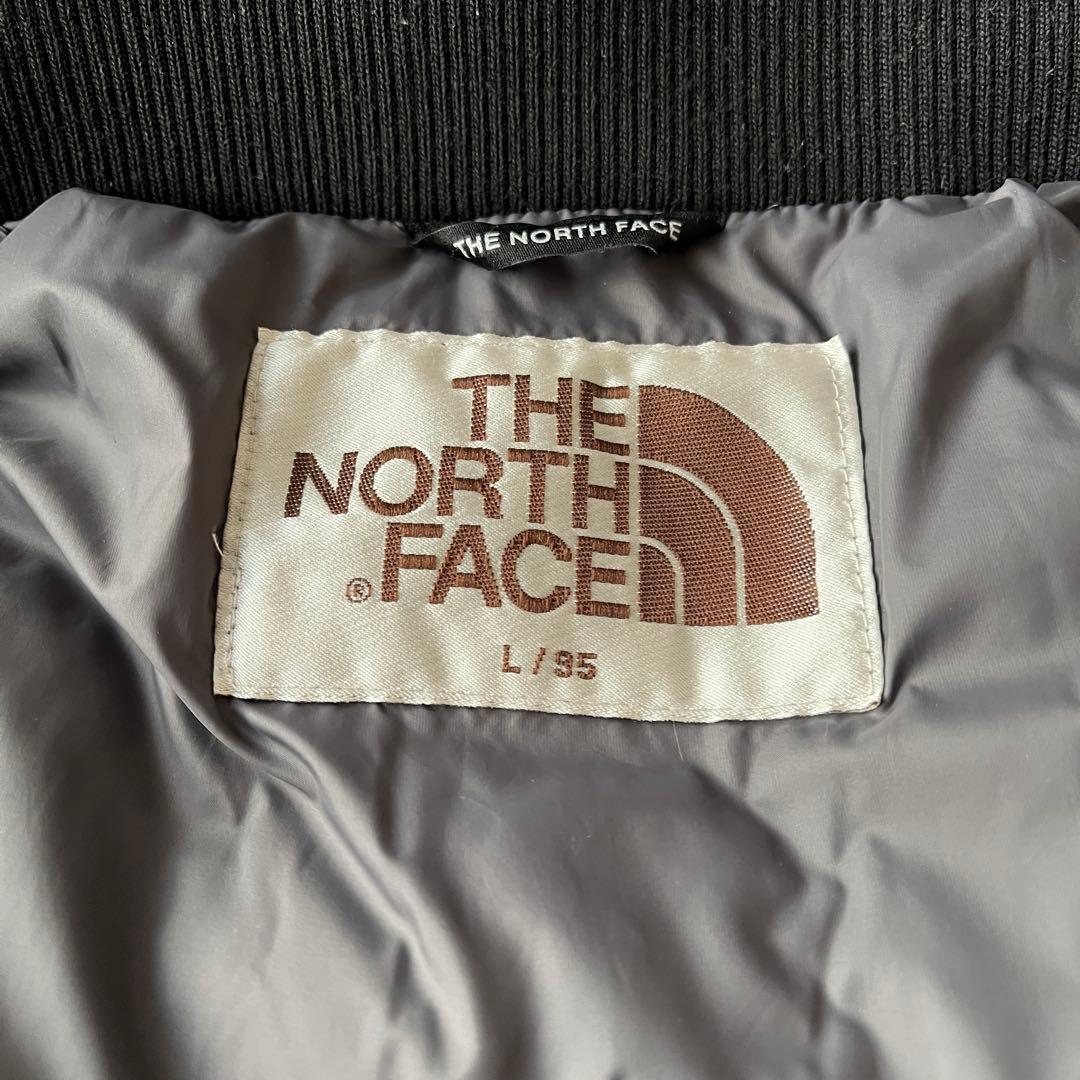 THE NORTH FACE
THE
NORTH
® FACE
L / 95